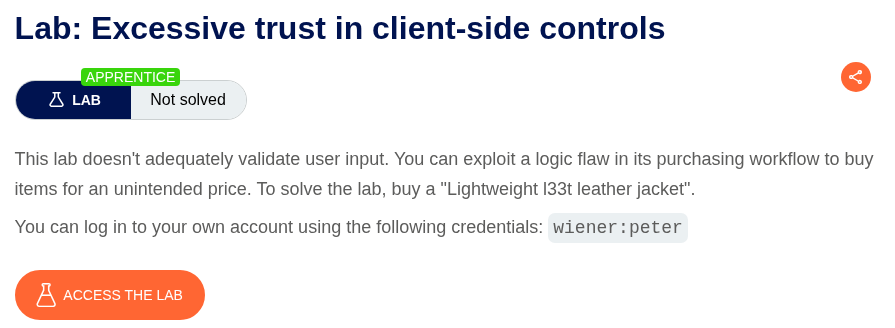 Lab: Excessive trust in client-side controls
APPRENTICE
LAB Not solved
This lab doesn't adequately validate user input. You can exploit a logic flaw in its purchasing workflow to buy
items for an unintended price. To solve the lab, buy a "Lightweight l33t leather jacket".
You can log in to your own account using the following credentials: wiener:peter
ACCESS THE LAB